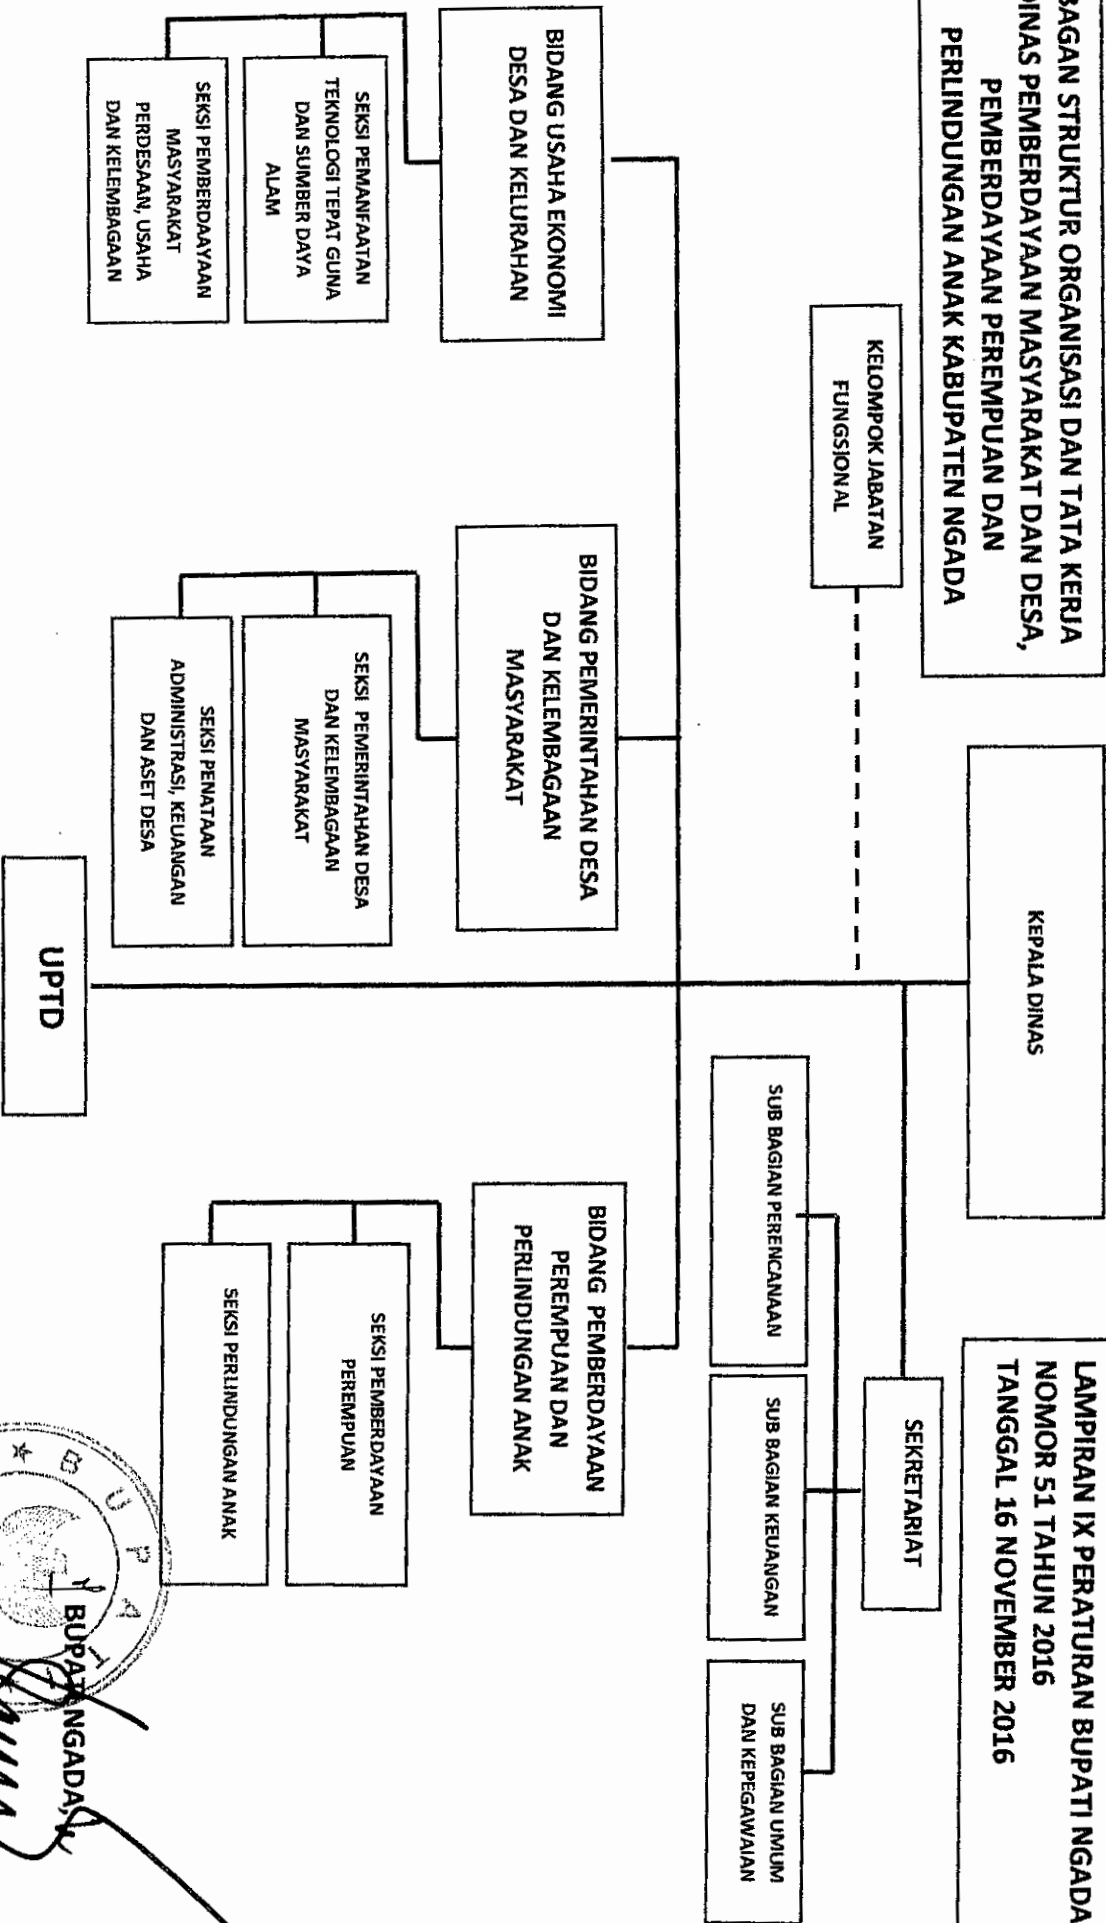 BAGAN STRUKTUR ORGANISASI DAN TATA KERJA
DINAS PEMBERDAYAAN MASYARAKAT DAN DESA,
PEMBERDAYAAN PEREMPUAN DAN
PERLINDUNGAN ANAK KABUPATEN NGADA
KEPALA DINAS
LAMPIRAN IX PERATURAN BUPATI NGADA
NOMOR 51 TAHUN 2016
TANGGAL 16 NOVEMBER 2016
KELOMPOK JABATAN
FUNGSIONAL
SEKRETARIAT
SUB BAGIAN PERENCANAAN
SUB BAGIAN KEUANGAN
SUB BAGIAN UMUM
DAN KEPEGAWAIAN
BIDANG USAHA EKONOMI
DESA DAN KELURAHAN
SEKSI PEMANFAATAN
TEKNOLOGI TEPAT GUNA
DAN SUMBER DAYA
ALAM
SEKSI PEMBERDAAYAAN
MASYARAKAT
PERDESAAN, USAHA
DAN KELEMBAGAAN
BIDANG PEMERINTAHAN DESA
DAN KELEMBAGAAN
MASYARAKAT
SEKSI PEMERINTAHAN DESA
DAN KELEMBAGAAN
MASYARAKAT
SEKSI PENATAAN
ADMINISTRASI, KEUANGAN
DAN ASET DESA
BIDANG PEMBERDAYAAN
PEREMPUAN DAN
PERLINDUNGAN ANAK
SEKSI PEMBERDAYAAN
PEREMPUAN
SEKSI PERLINDUNGAN ANAK
UPTD
BUPATI NGADA,
BUPATI